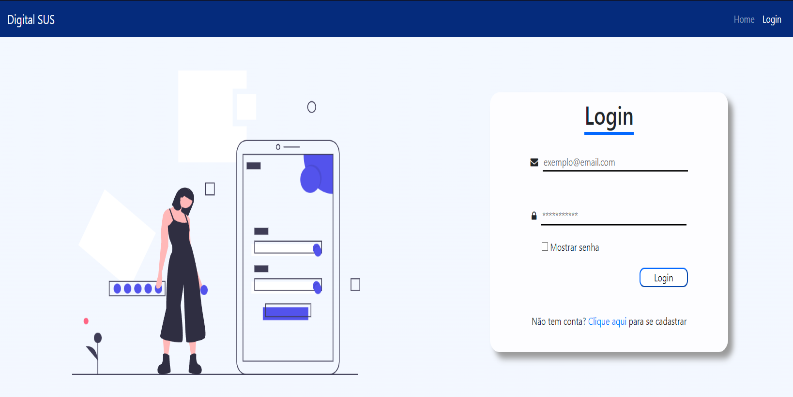 Digital SUS
Home Login
Login
exemplo@email.com
***********
Mostrar senha
Login
Não tem conta? Clique aqui para se cadastrar